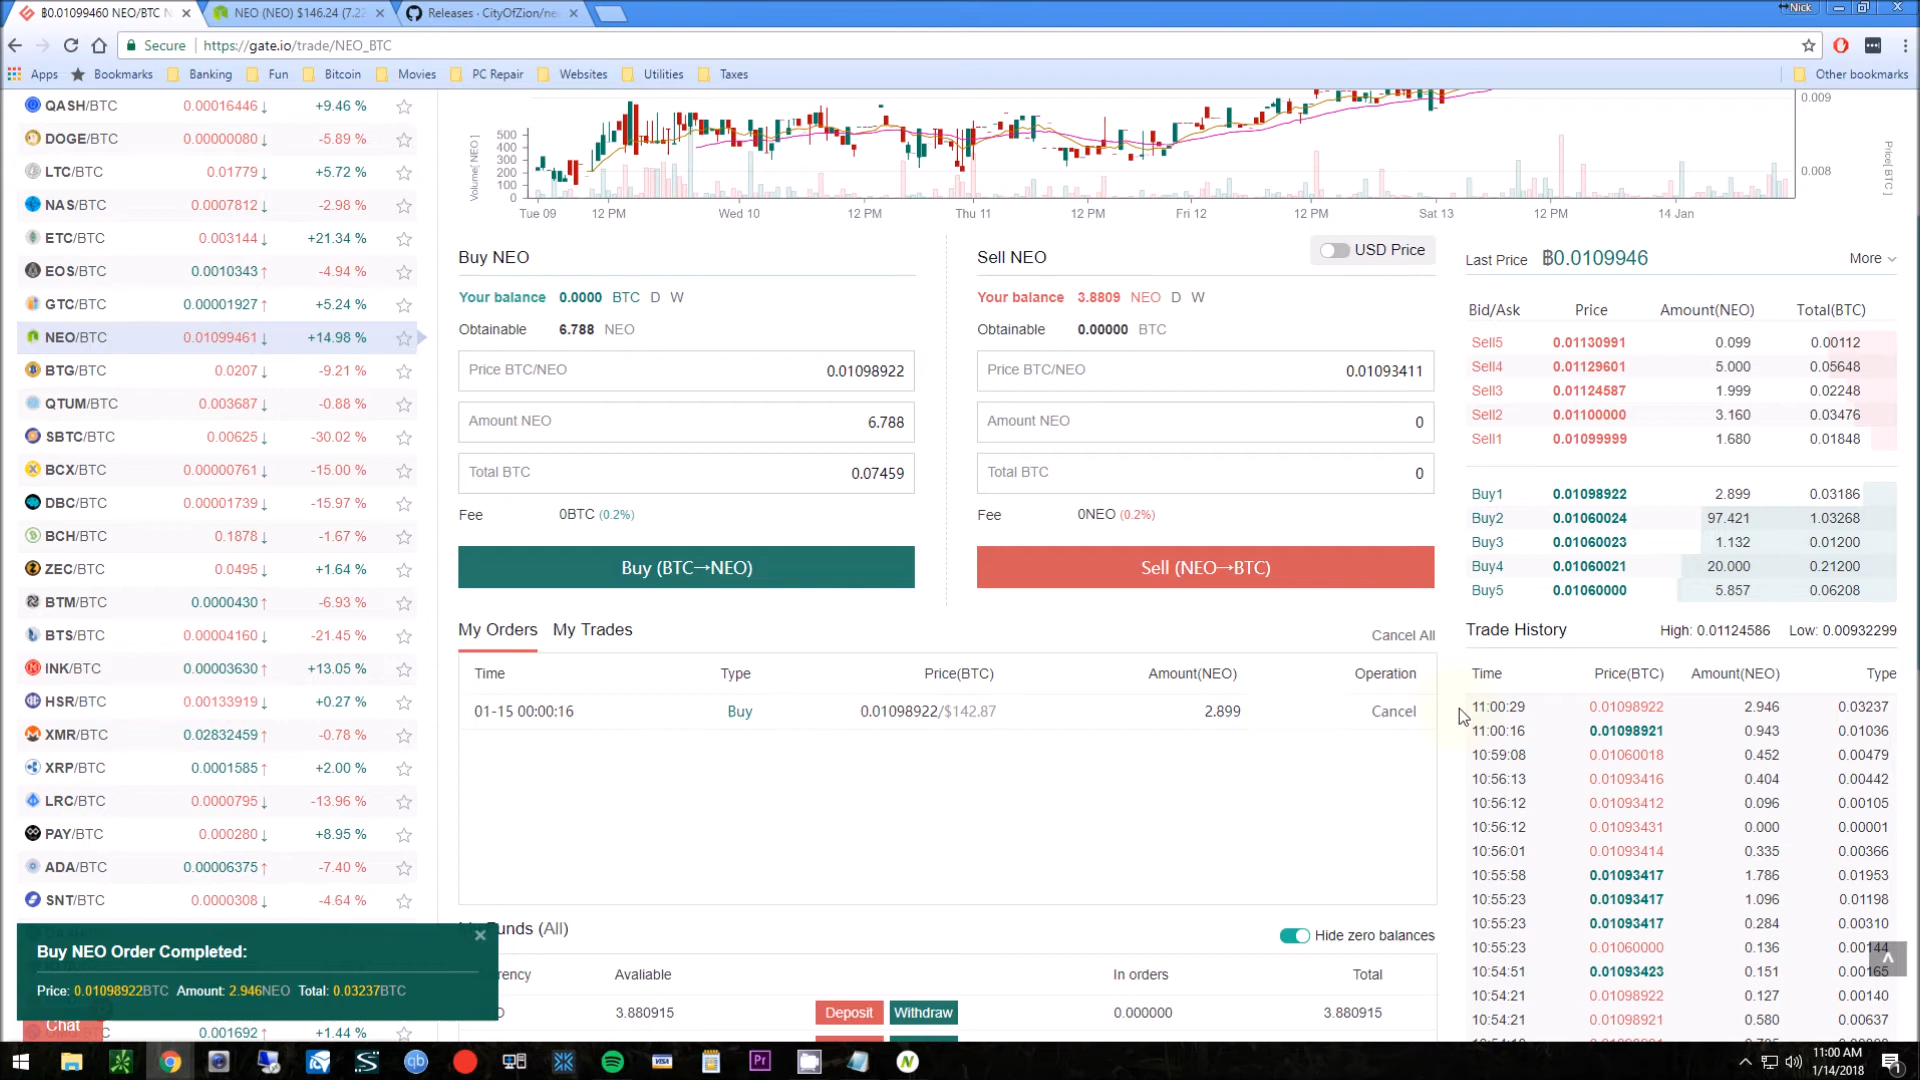 ฿0.01099460 NEO/BTC N
NEO (NEO) $146.24 (7.22
Releases · CityOfZion/ne
Nick
Secure
https://gate.io/trade/NEO_BTC
Apps
Bookmarks
Banking
Fun
Bitcoin
Movies
PC Repair
Websites
Utilities
Taxes
Other bookmarks
QASH/BTC 0.00016446↓ +9.46 %
DOGE/BTC 0.00000080↓ -5.89 %
LTC/BTC 0.01779↓ +5.72 %
NAS/BTC 0.0007812↓ -2.98 %
ETC/BTC 0.003144↓ +21.34 %
EOS/BTC 0.0010343↑ -4.94 %
GTC/BTC 0.00001927↑ +5.24 %
NEO/BTC 0.01099461↓ +14.98 %
BTG/BTC 0.0207↓ -9.21 %
QTUM/BTC 0.003687↓ -0.88 %
SBTC/BTC 0.00625↓ -30.02 %
BCX/BTC 0.00000761↓ -15.00 %
DBC/BTC 0.00001739↓ -15.97 %
BCH/BTC 0.1878↓ -1.67 %
ZEC/BTC 0.0495↓ +1.64 %
BTM/BTC 0.0000430↑ -6.93 %
BTS/BTC 0.00004160↓ -21.45 %
INK/BTC 0.00003630↑ +13.05 %
HSR/BTC 0.00133919↓ +0.27 %
XMR/BTC 0.02832459↑ -0.78 %
XRP/BTC 0.0001585↑ +2.00 %
LRC/BTC 0.0000795↓ -13.96 %
PAY/BTC 0.000280↓ +8.95 %
ADA/BTC 0.00006375↑ -7.40 %
SNT/BTC 0.0000308↓ -4.64 %
Buy NEO Order Completed:
Price: 0.01098922BTC Amount: 2.946NEO Total: 0.03237BTC
Chat
0.001692↑ +1.44 %
Volume[ NEO ]
500
400
300
200
100
0
0.009
0.008
Price[ BTC ]
Tue 09 12 PM Wed 10 12 PM Thu 11 12 PM Fri 12 12 PM Sat 13 12 PM 14 Jan
Buy NEO
Your balance 0.0000 BTC D W
Obtainable 6.788 NEO
Price BTC/NEO 0.01098922
Amount NEO 6.788
Total BTC 0.07459
Fee 0BTC (0.2%)
Buy (BTC→NEO)
Sell NEO
USD Price
Your balance 3.8809 NEO D W
Obtainable 0.00000 BTC
Price BTC/NEO 0.01093411
Amount NEO 0
Total BTC 0
Fee 0NEO (0.2%)
Sell (NEO→BTC)
My Orders My Trades Cancel All
Time Type Price(BTC) Amount(NEO) Operation
01-15 00:00:16 Buy 0.01098922/$142.87 2.899 Cancel
unds (All)
Hide zero balances
rency Avaliable In orders Total
3.880915 Deposit Withdraw 0.000000 3.880915
Last Price ฿0.0109946 More
Bid/Ask Price Amount(NEO) Total(BTC)
Sell5 0.01130991 0.099 0.00112
Sell4 0.01129601 5.000 0.05648
Sell3 0.01124587 1.999 0.02248
Sell2 0.01100000 3.160 0.03476
Sell1 0.01099999 1.680 0.01848
Buy1 0.01098922 2.899 0.03186
Buy2 0.01060024 97.421 1.03268
Buy3 0.01060023 1.132 0.01200
Buy4 0.01060021 20.000 0.21200
Buy5 0.01060000 5.857 0.06208
Trade History High: 0.01124586 Low: 0.00932299
Time Price(BTC) Amount(NEO) Type
11:00:29 0.01098922 2.946 0.03237
11:00:16 0.01098921 0.943 0.01036
10:59:08 0.01060018 0.452 0.00479
10:56:13 0.01093416 0.404 0.00442
10:56:12 0.01093412 0.096 0.00105
10:56:12 0.01093431 0.000 0.00001
10:56:01 0.01093414 0.335 0.00366
10:55:58 0.01093417 1.786 0.01953
10:55:23 0.01093417 1.096 0.01198
10:55:23 0.01093417 0.284 0.00310
10:55:23 0.01060000 0.136 0.00144
10:54:51 0.01093423 0.151 0.00165
10:54:21 0.01098922 0.127 0.00140
10:54:21 0.01098921 0.580 0.00637
11:00 AM
1/14/2018